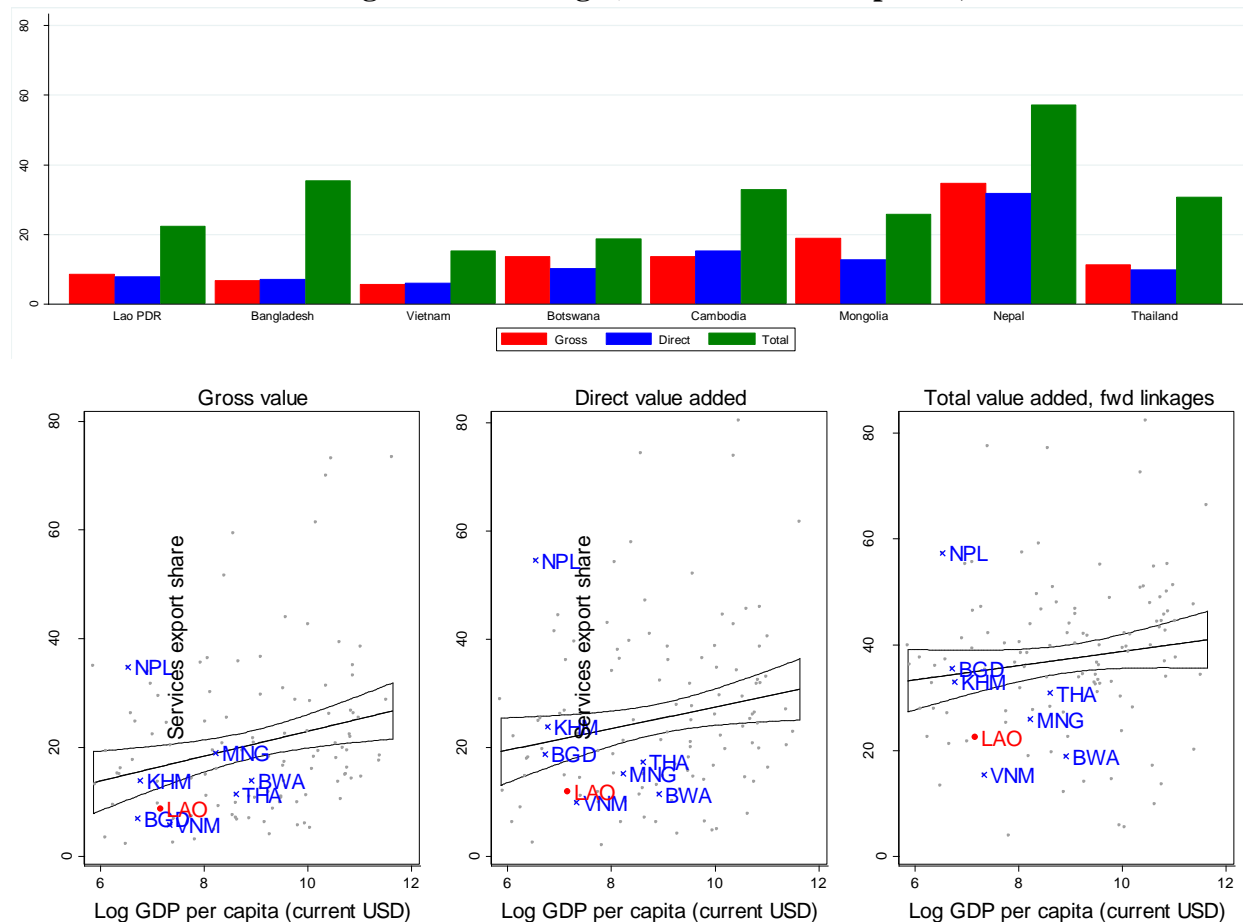 80
60
40
20
0
Lao PDR Bangladesh Vietnam Botswana Cambodia Mongolia Nepal Thailand
Gross Direct Total
Gross value
Services export share
80
60
40
20
0
NPL
MNG
KHM
BWA
THA
LAO
BGD
VNM
6 8 10 12
Log GDP per capita (current USD)
Direct value added
Services export share
80
60
40
20
0
NPL
KHM
BGD
THA
MNG
LAO
BWA
VNM
6 8 10 12
Log GDP per capita (current USD)
Total value added, fwd linkages
80
60
40
20
0
NPL
BGD
KHM
THA
MNG
LAO
BWA
VNM
6 8 10 12
Log GDP per capita (current USD)